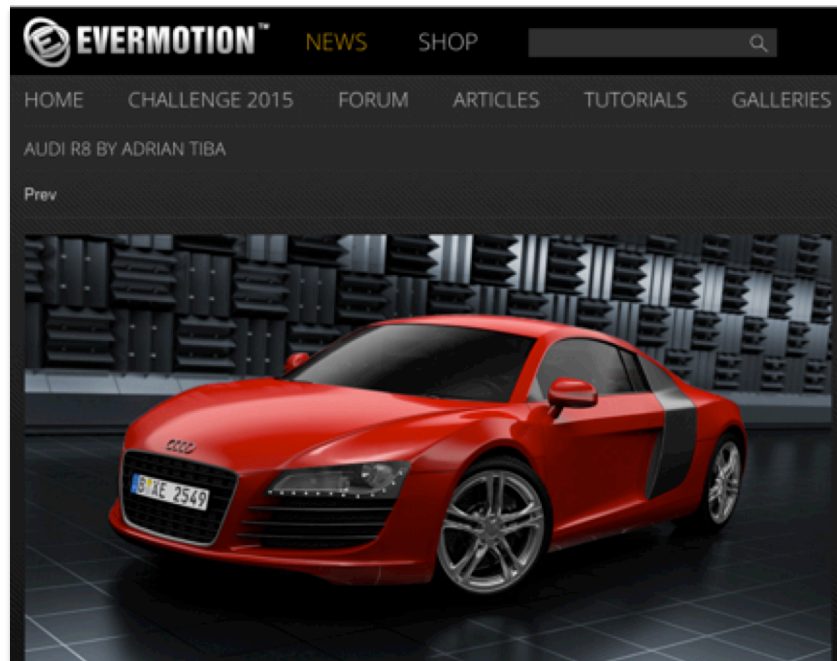 EVERMOTION™ NEWS SHOP
HOME CHALLENGE 2015 FORUM ARTICLES TUTORIALS GALLERIES
AUDI R8 BY ADRIAN TIBA
Prev
B XE 2549